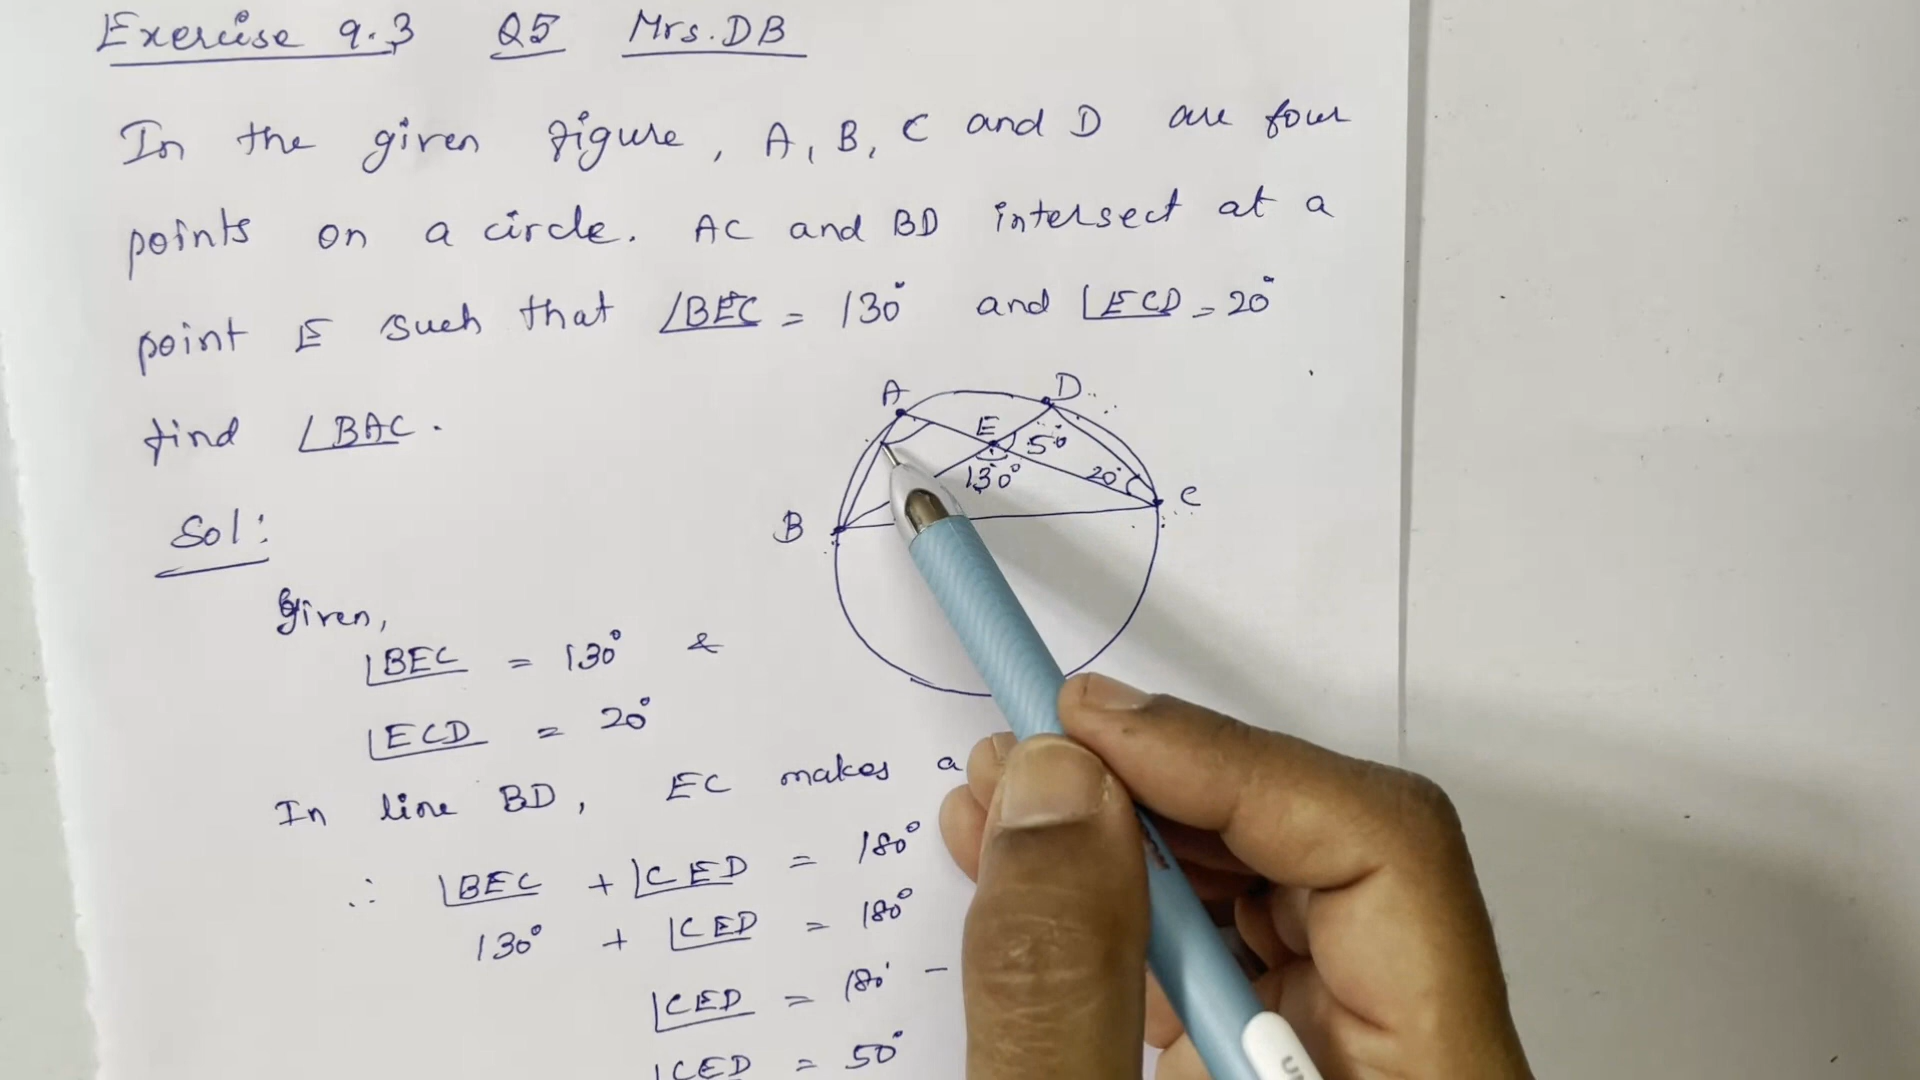 Exercise 9.3 Q5 Mrs.DB
In the given figure, A, B, C and D are four
points on a circle. AC and BD intersect at a
point E such that ∠BEC = 130° and ∠ECD = 20°
find ∠BAC.
A
D
E
50°
130°
20°
B
C
Sol:
Given,
∠BEC = 130° &
∠ECD = 20°
In line BD, EC makes a
∴ ∠BEC + ∠CED = 180°
130° + ∠CED = 180°
∠CED = 180° -
∠CED = 50°
UNI